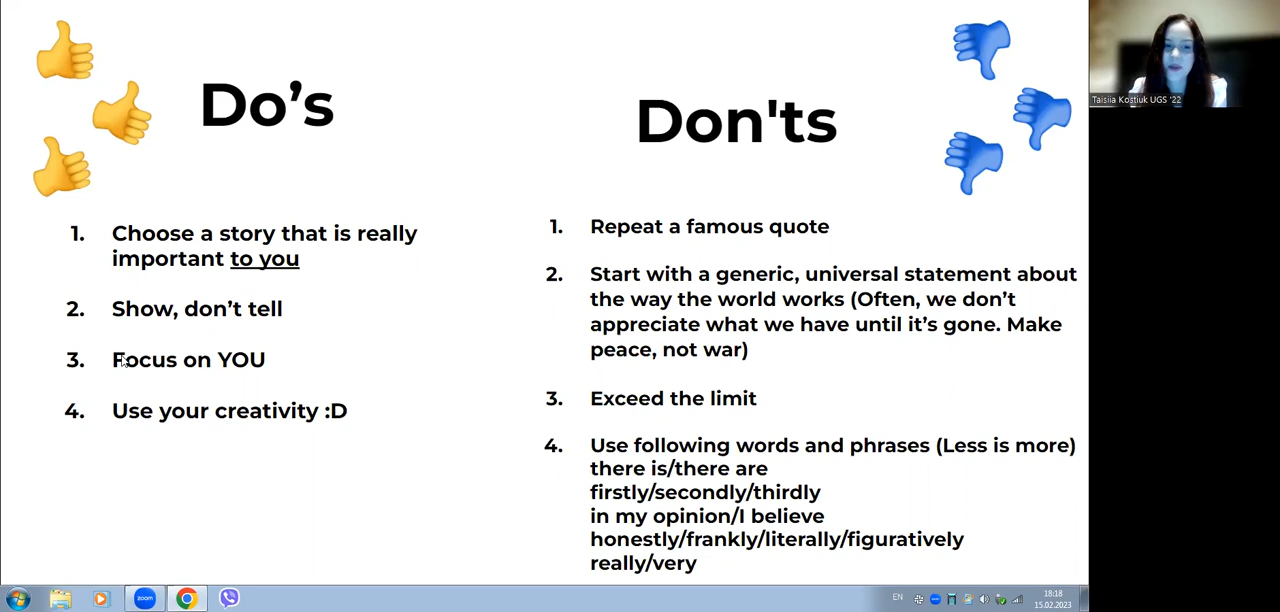 Do's
1. Choose a story that is really
important to you
2. Show, don't tell
3. Focus on YOU
4. Use your creativity :D
Don'ts
1. Repeat a famous quote
2. Start with a generic, universal statement about
the way the world works (Often, we don't
appreciate what we have until it's gone. Make
peace, not war)
3. Exceed the limit
4. Use following words and phrases (Less is more)
there is/there are
firstly/secondly/thirdly
in my opinion/I believe
honestly/frankly/literally/figuratively
really/very
Taisiia Kostiuk UGS '22
zoom
EN
18:18
15.02.2023